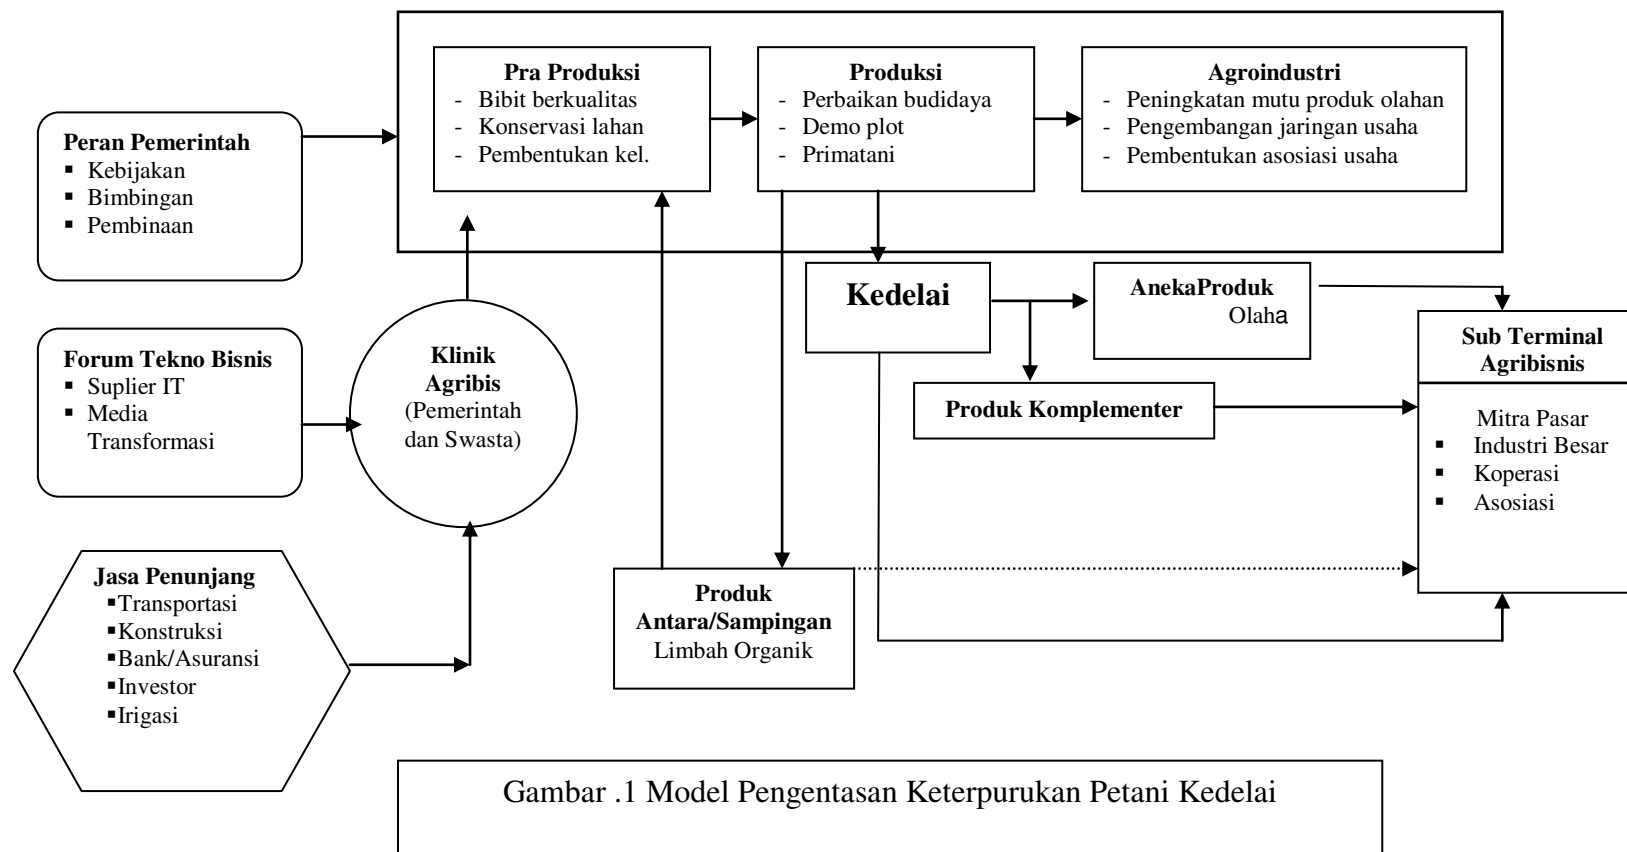 Pra Produksi
- Bibit berkualitas
- Konservasi lahan
- Pembentukan kel.
Produksi
- Perbaikan budidaya
- Demo plot
- Primatani
Agroindustri
- Peningkatan mutu produk olahan
- Pengembangan jaringan usaha
- Pembentukan asosiasi usaha
Peran Pemerintah
▪ Kebijakan
▪ Bimbingan
▪ Pembinaan
Forum Tekno Bisnis
▪ Suplier IT
▪ Media
Transformasi
Klinik
Agribis
(Pemerintah
dan Swasta)
Jasa Penunjang
▪Transportasi
▪Konstruksi
▪Bank/Asuransi
▪Investor
▪Irigasi
Kedelai
AnekaProduk
Olaha
Produk Komplementer
Produk
Antara/Sampingan
Limbah Organik
Sub Terminal
Agribisnis
Mitra Pasar
▪ Industri Besar
▪ Koperasi
▪ Asosiasi
Gambar .1 Model Pengentasan Keterpurukan Petani Kedelai